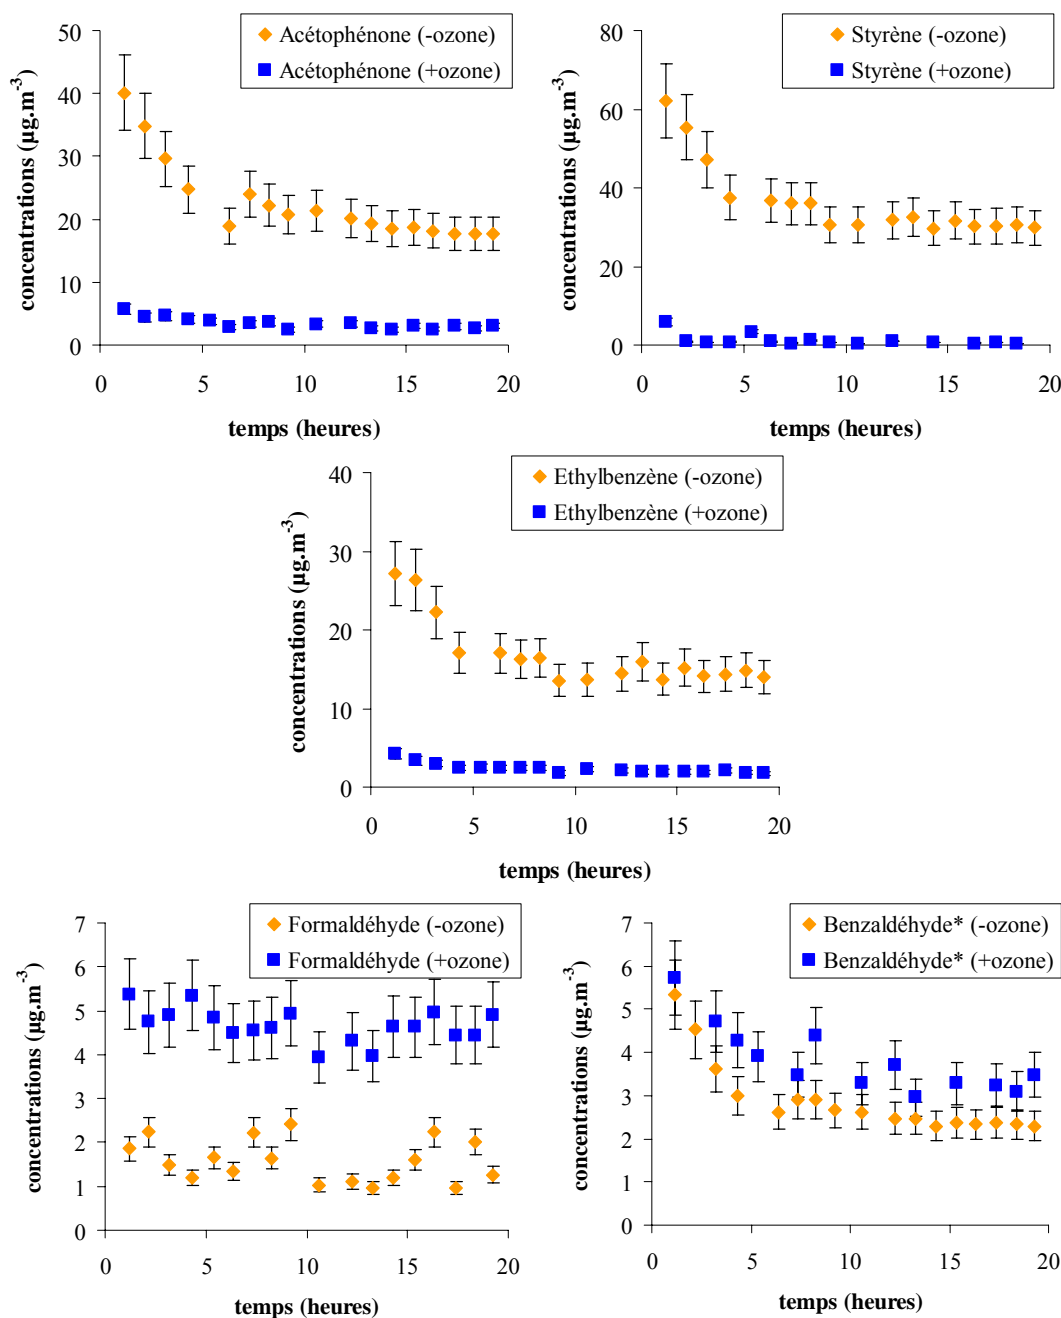 Acétophénone (-ozone)
Acétophénone (+ozone)
concentrations (µg.m-3)
50
40
30
20
10
0
0 5 10 15 20
temps (heures)
Styrène (-ozone)
Styrène (+ozone)
concentrations (µg.m-3)
80
60
40
20
0
0 5 10 15 20
temps (heures)
Ethylbenzène (-ozone)
Ethylbenzène (+ozone)
concentrations (µg.m-3)
40
30
20
10
0
0 5 10 15 20
temps (heures)
Formaldéhyde (-ozone)
Formaldéhyde (+ozone)
concentrations (µg.m-3)
7
6
5
4
3
2
1
0
0 5 10 15 20
temps (heures)
Benzaldéhyde* (-ozone)
Benzaldéhyde* (+ozone)
concentrations (µg.m-3)
7
6
5
4
3
2
1
0
0 5 10 15 20
temps (heures)